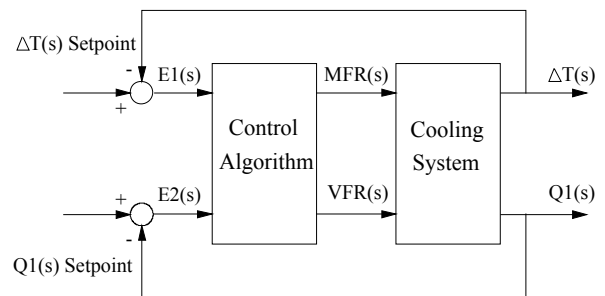 △T(s) Setpoint
-
E1(s)
MFR(s)
△T(s)
+
Control
Algorithm
Cooling
System
+
E2(s)
VFR(s)
Q1(s)
-
Q1(s) Setpoint